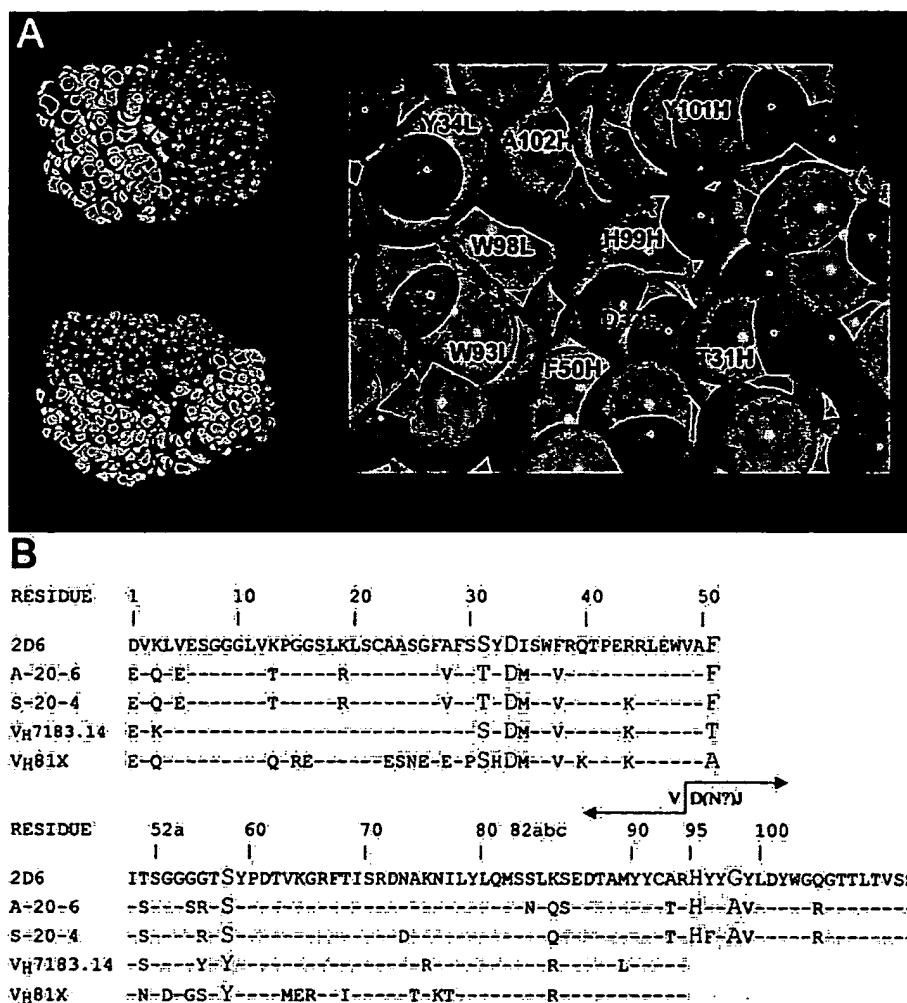 A
Y34L
A102H
Y101H
W98L
H99H
W93L
F50H
T31H
B
RESIDUE 1 10 20 30 40 50
2D6 DVKLVESGGGLVKPGGSLKLSCAASGFAFSSYDISWFRQTPERRLEWVAF
A-20-6 E-Q-E-------T-----R--------V--T-DM--V------------F
S-20-4 E-Q-E-------T-----R--------V--T-DM--V-----K------F
VH7183.14 E-K---------------------------S-DM--V-----K------T
VH81X E-Q---------Q-RE------ESNE-E-PSHDM--V--K--K------A
V D(N?)J
RESIDUE 52a 60 70 80 82abc 90 95 100
2D6 ITSGGGGTSYPDTVKGRFTISRDNAKNILYLQMSSLKSEDTAMYYCARHYYGYLDYWGQGTTLTVSS
A-20-6 -S---SR-S-------------------------N-QS--------T-H--AV-----R--------
S-20-4 -S----R-S--------------D------------Q---------T-HF-AV-----R--------
VH7183.14 -S----Y-Y----------------R----------R-----L-----
VH81X -N-D-GS-Y----MER--I-----T-KT--------R-----------